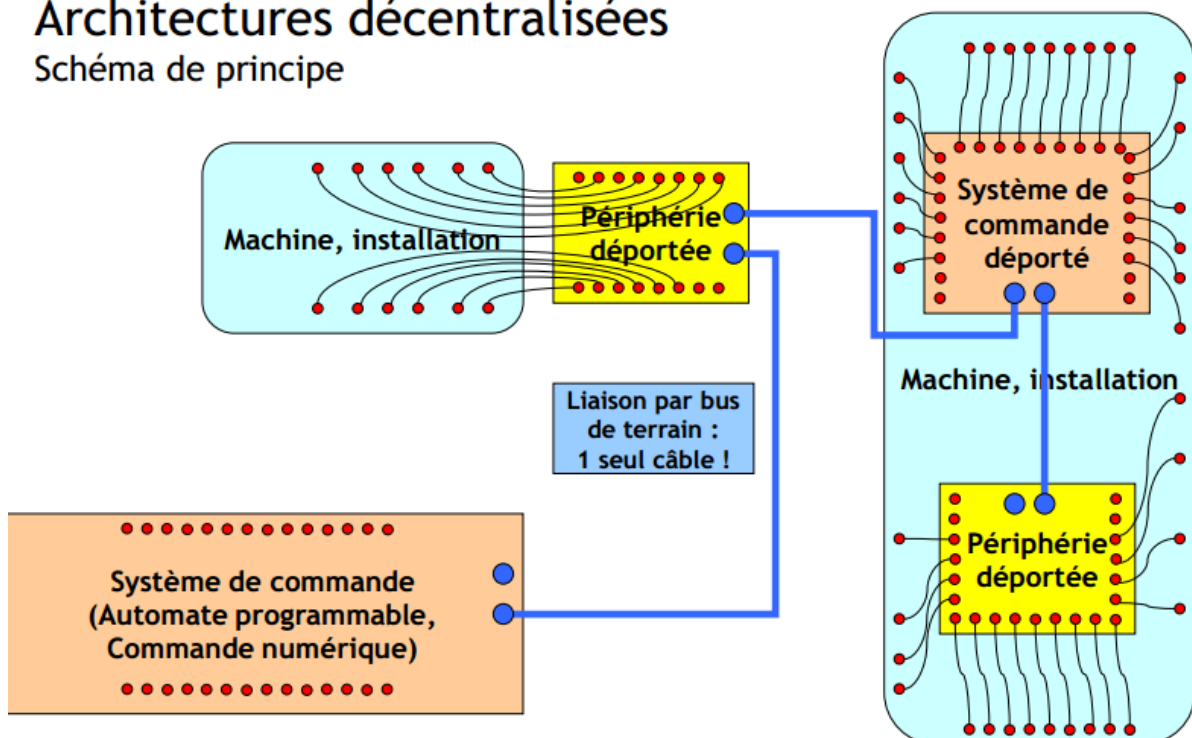 Architectures décentralisées
Schéma de principe
Machine, installation
Périphérie
déportée
Système de
commande
déporté
Machine, installation
Liaison par bus
de terrain :
1 seul câble !
Périphérie
déportée
Système de commande
(Automate programmable,
Commande numérique)